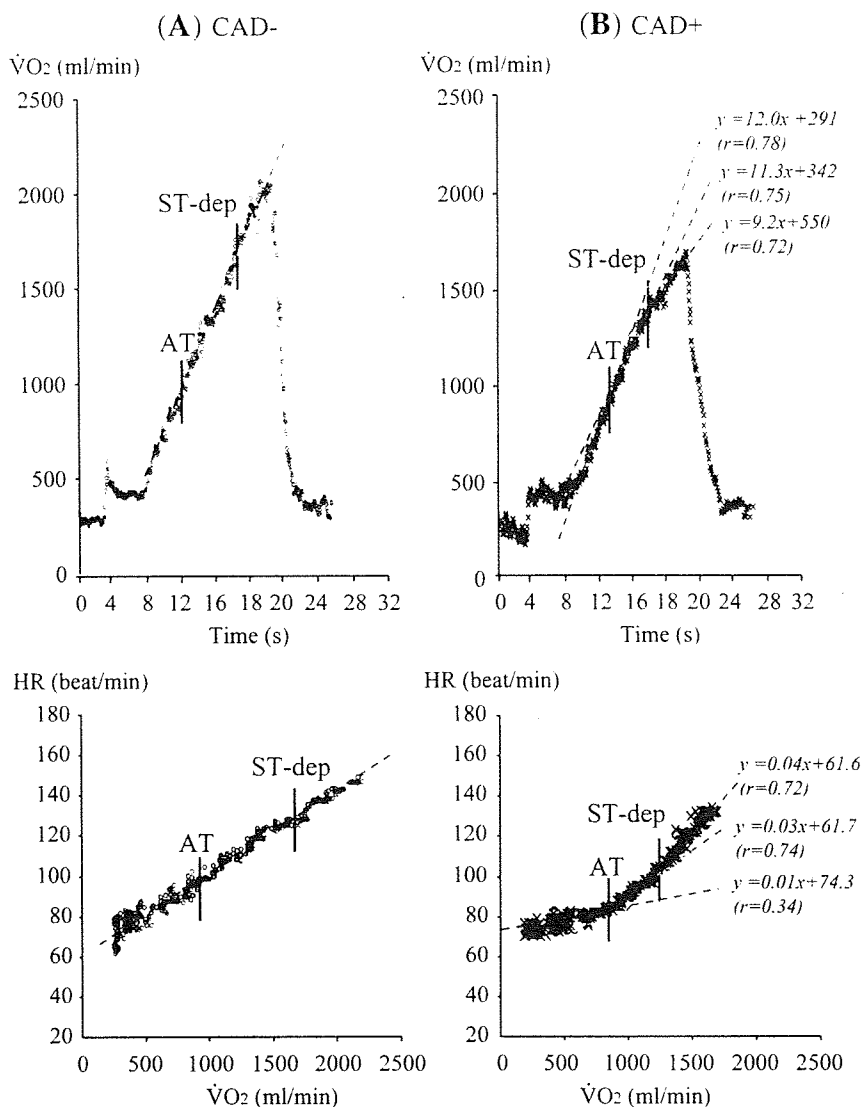 (A) CAD-
V̇O2 (ml/min)
2500
2000
1500
1000
500
0
ST-dep
AT
0 4 8 12 16 20 24 28 32
Time (s)
(B) CAD+
V̇O2 (ml/min)
2500
2000
1500
1000
500
0
y =12.0x +291
(r=0.78)
y =11.3x+342
(r=0.75)
y =9.2x+550
(r=0.72)
ST-dep
AT
0 4 8 12 16 20 24 28 32
Time (s)
HR (beat/min)
180
160
140
120
100
80
60
40
20
ST-dep
AT
0 500 1000 1500 2000 2500
V̇O2 (ml/min)
HR (beat/min)
180
160
140
120
100
80
60
40
20
y =0.04x+61.6
(r=0.72)
ST-dep
y =0.03x+61.7
(r=0.74)
AT
y =0.01x+74.3
(r=0.34)
0 500 1000 1500 2000 2500
V̇O2 (ml/min)